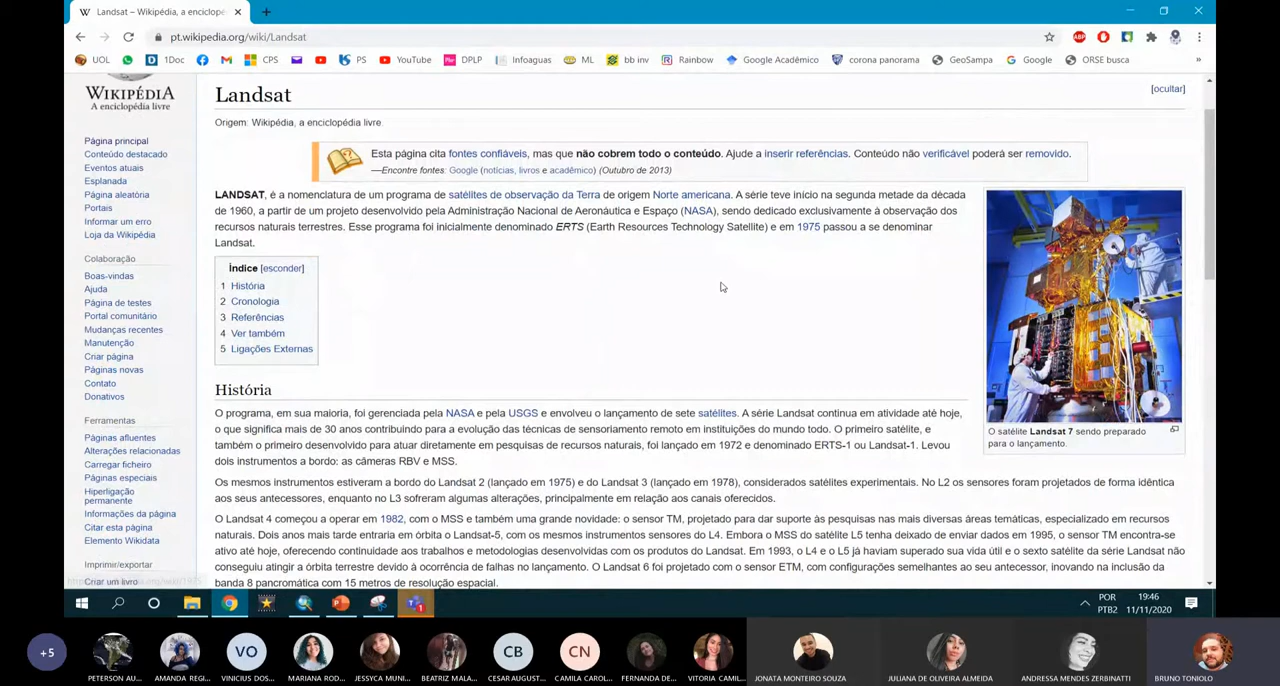 Landsat – Wikipédia, a enciclopé
pt.wikipedia.org/wiki/Landsat
UOL
1Doc
CPS
PS
YouTube
DPLP
Infoaguas
ML
bb inv
Rainbow
Google Acadêmico
corona panorama
GeoSampa
Google
ORSE busca
WIKIPÉDIA
A enciclopédia livre
Página principal
Conteúdo destacado
Eventos atuais
Esplanada
Página aleatória
Portais
Informar um erro
Loja da Wikipédia
Colaboração
Boas-vindas
Ajuda
Página de testes
Portal comunitário
Mudanças recentes
Manutenção
Criar página
Páginas novas
Contato
Donativos
Ferramentas
Páginas afluentes
Alterações relacionadas
Carregar ficheiro
Páginas especiais
Hiperligação
permanente
Informações da página
Citar esta página
Elemento Wikidata
Imprimir/exportar
Criar um livro
Landsat
[ocultar]
Origem: Wikipédia, a enciclopédia livre.
Esta página cita fontes confiáveis, mas que não cobrem todo o conteúdo. Ajude a inserir referências. Conteúdo não verificável poderá ser removido.
—Encontre fontes: Google (notícias, livros e acadêmico) (Outubro de 2013)
LANDSAT, é a nomenclatura de um programa de satélites de observação da Terra de origem Norte americana. A série teve início na segunda metade da década
de 1960, a partir de um projeto desenvolvido pela Administração Nacional de Aeronáutica e Espaço (NASA), sendo dedicado exclusivamente à observação dos
recursos naturais terrestres. Esse programa foi inicialmente denominado ERTS (Earth Resources Technology Satellite) e em 1975 passou a se denominar
Landsat.
Índice [esconder]
1 História
2 Cronologia
3 Referências
4 Ver também
5 Ligações Externas
O satélite Landsat 7 sendo preparado
para o lançamento.
História
O programa, em sua maioria, foi gerenciada pela NASA e pela USGS e envolveu o lançamento de sete satélites. A série Landsat continua em atividade até hoje,
o que significa mais de 30 anos contribuindo para a evolução das técnicas de sensoriamento remoto em instituições do mundo todo. O primeiro satélite, e
também o primeiro desenvolvido para atuar diretamente em pesquisas de recursos naturais, foi lançado em 1972 e denominado ERTS-1 ou Landsat-1. Levou
dois instrumentos a bordo: as câmeras RBV e MSS.
Os mesmos instrumentos estiveram a bordo do Landsat 2 (lançado em 1975) e do Landsat 3 (lançado em 1978), considerados satélites experimentais. No L2 os sensores foram projetados de forma idêntica
aos seus antecessores, enquanto no L3 sofreram algumas alterações, principalmente em relação aos canais oferecidos.
O Landsat 4 começou a operar em 1982, com o MSS e também uma grande novidade: o sensor TM, projetado para dar suporte às pesquisas nas mais diversas áreas temáticas, especializado em recursos
naturais. Dois anos mais tarde entraria em órbita o Landsat-5, com os mesmos instrumentos sensores do L4. Embora o MSS do satélite L5 tenha deixado de enviar dados em 1995, o sensor TM encontra-se
ativo até hoje, oferecendo continuidade aos trabalhos e metodologias desenvolvidas com os produtos do Landsat. Em 1993, o L4 e o L5 já haviam superado sua vida útil e o sexto satélite da série Landsat não
conseguiu atingir a órbita terrestre devido à ocorrência de falhas no lançamento. O Landsat 6 foi projetado com o sensor ETM, com configurações semelhantes ao seu antecessor, inovando na inclusão da
banda 8 pancromática com 15 metros de resolução espacial.
POR
PTB2
19:46
11/11/2020
+5
PETERSON AU...
AMANDA REGI...
VO
VINICIUS DOS...
MARIANA ROD...
JESSYCA MUNI...
BEATRIZ MALA...
CB
CESAR AUGUST...
CN
CAMILA CAROL...
FERNANDA DE...
VITORIA CAMIL...
JONATA MONTEIRO SOUZA
JULIANA DE OLIVEIRA ALMEIDA
ANDRESSA MENDES ZERBINATTI
BRUNO TONIOLO